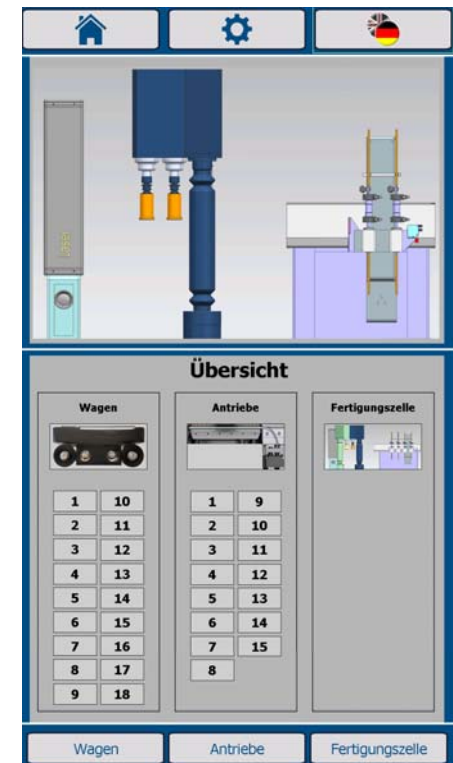 Laser
Übersicht
Wagen
Antriebe
Fertigungszelle
1 10
2 11
3 12
4 13
5 14
6 15
7 16
8 17
9 18
1 9
2 10
3 11
4 12
5 13
6 14
7 15
8
Wagen
Antriebe
Fertigungszelle